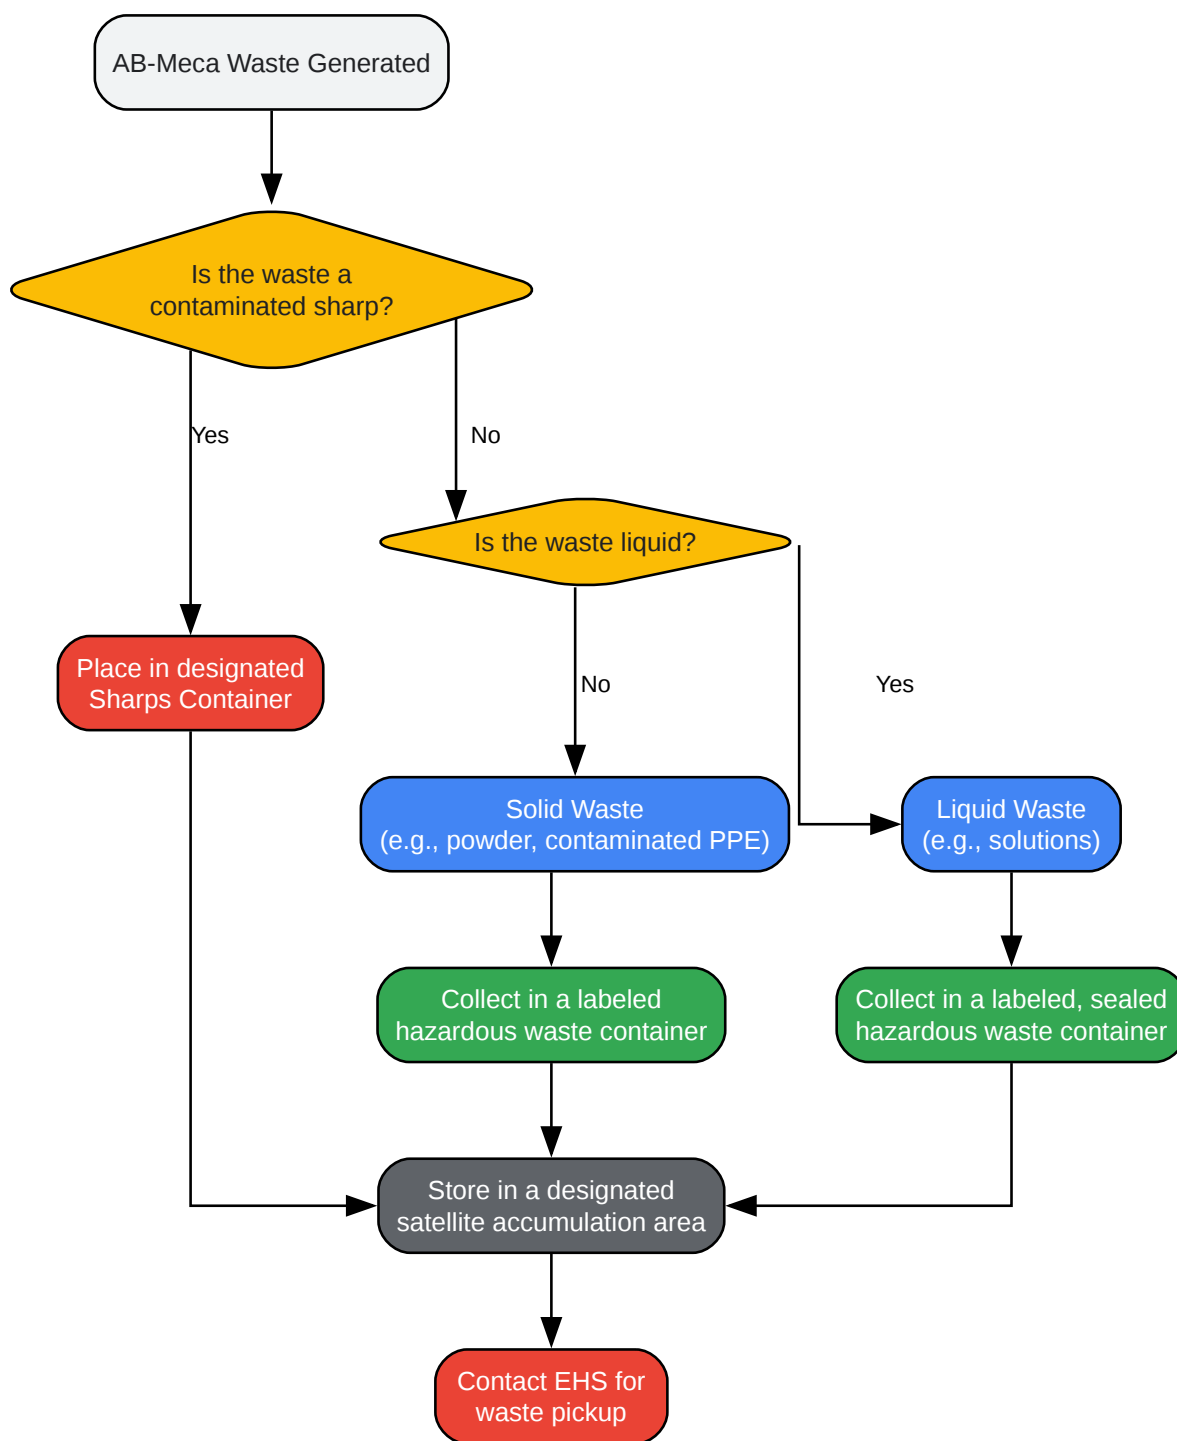 AB-Meca Waste Generated
Is the waste a
contaminated sharp?
Yes
No
Is the waste liquid?
Place in designated
Sharps Container
No
Yes
Solid Waste
(e.g., powder, contaminated PPE)
Liquid Waste
(e.g., solutions)
Collect in a labeled
hazardous waste container
Collect in a labeled, sealed
hazardous waste container
Store in a designated
satellite accumulation area
Contact EHS for
waste pickup